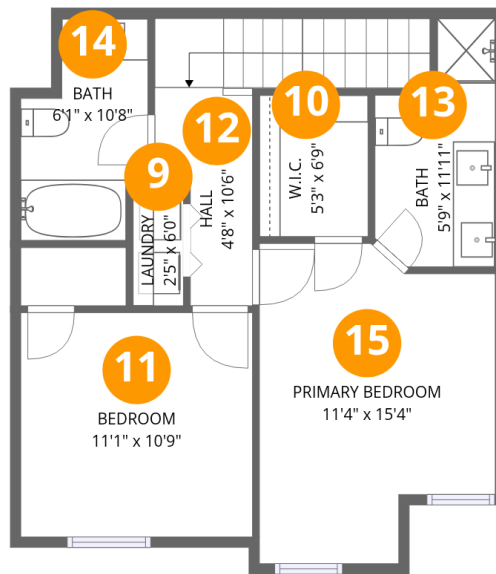 14
BATH
6'1" x 10'8"
10
W.I.C.
5'3" x 6'9"
13
BATH
5'9" x 11'11"
12
HALL
4'8" x 10'6"
9
LAUNDRY
2'5" x 6'0"
11
BEDROOM
11'1" x 10'9"
15
PRIMARY BEDROOM
11'4" x 15'4"